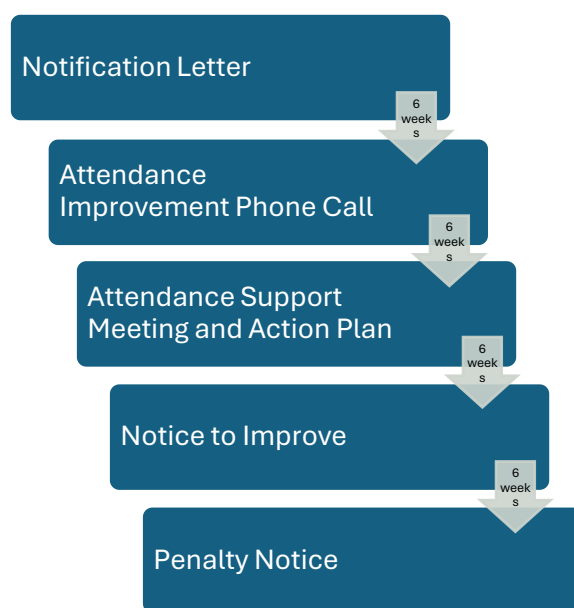 Notification Letter
6
week
s
Attendance
Improvement Phone Call
6
week
s
Attendance Support
Meeting and Action Plan
6
week
s
Notice to Improve
6
week
s
Penalty Notice